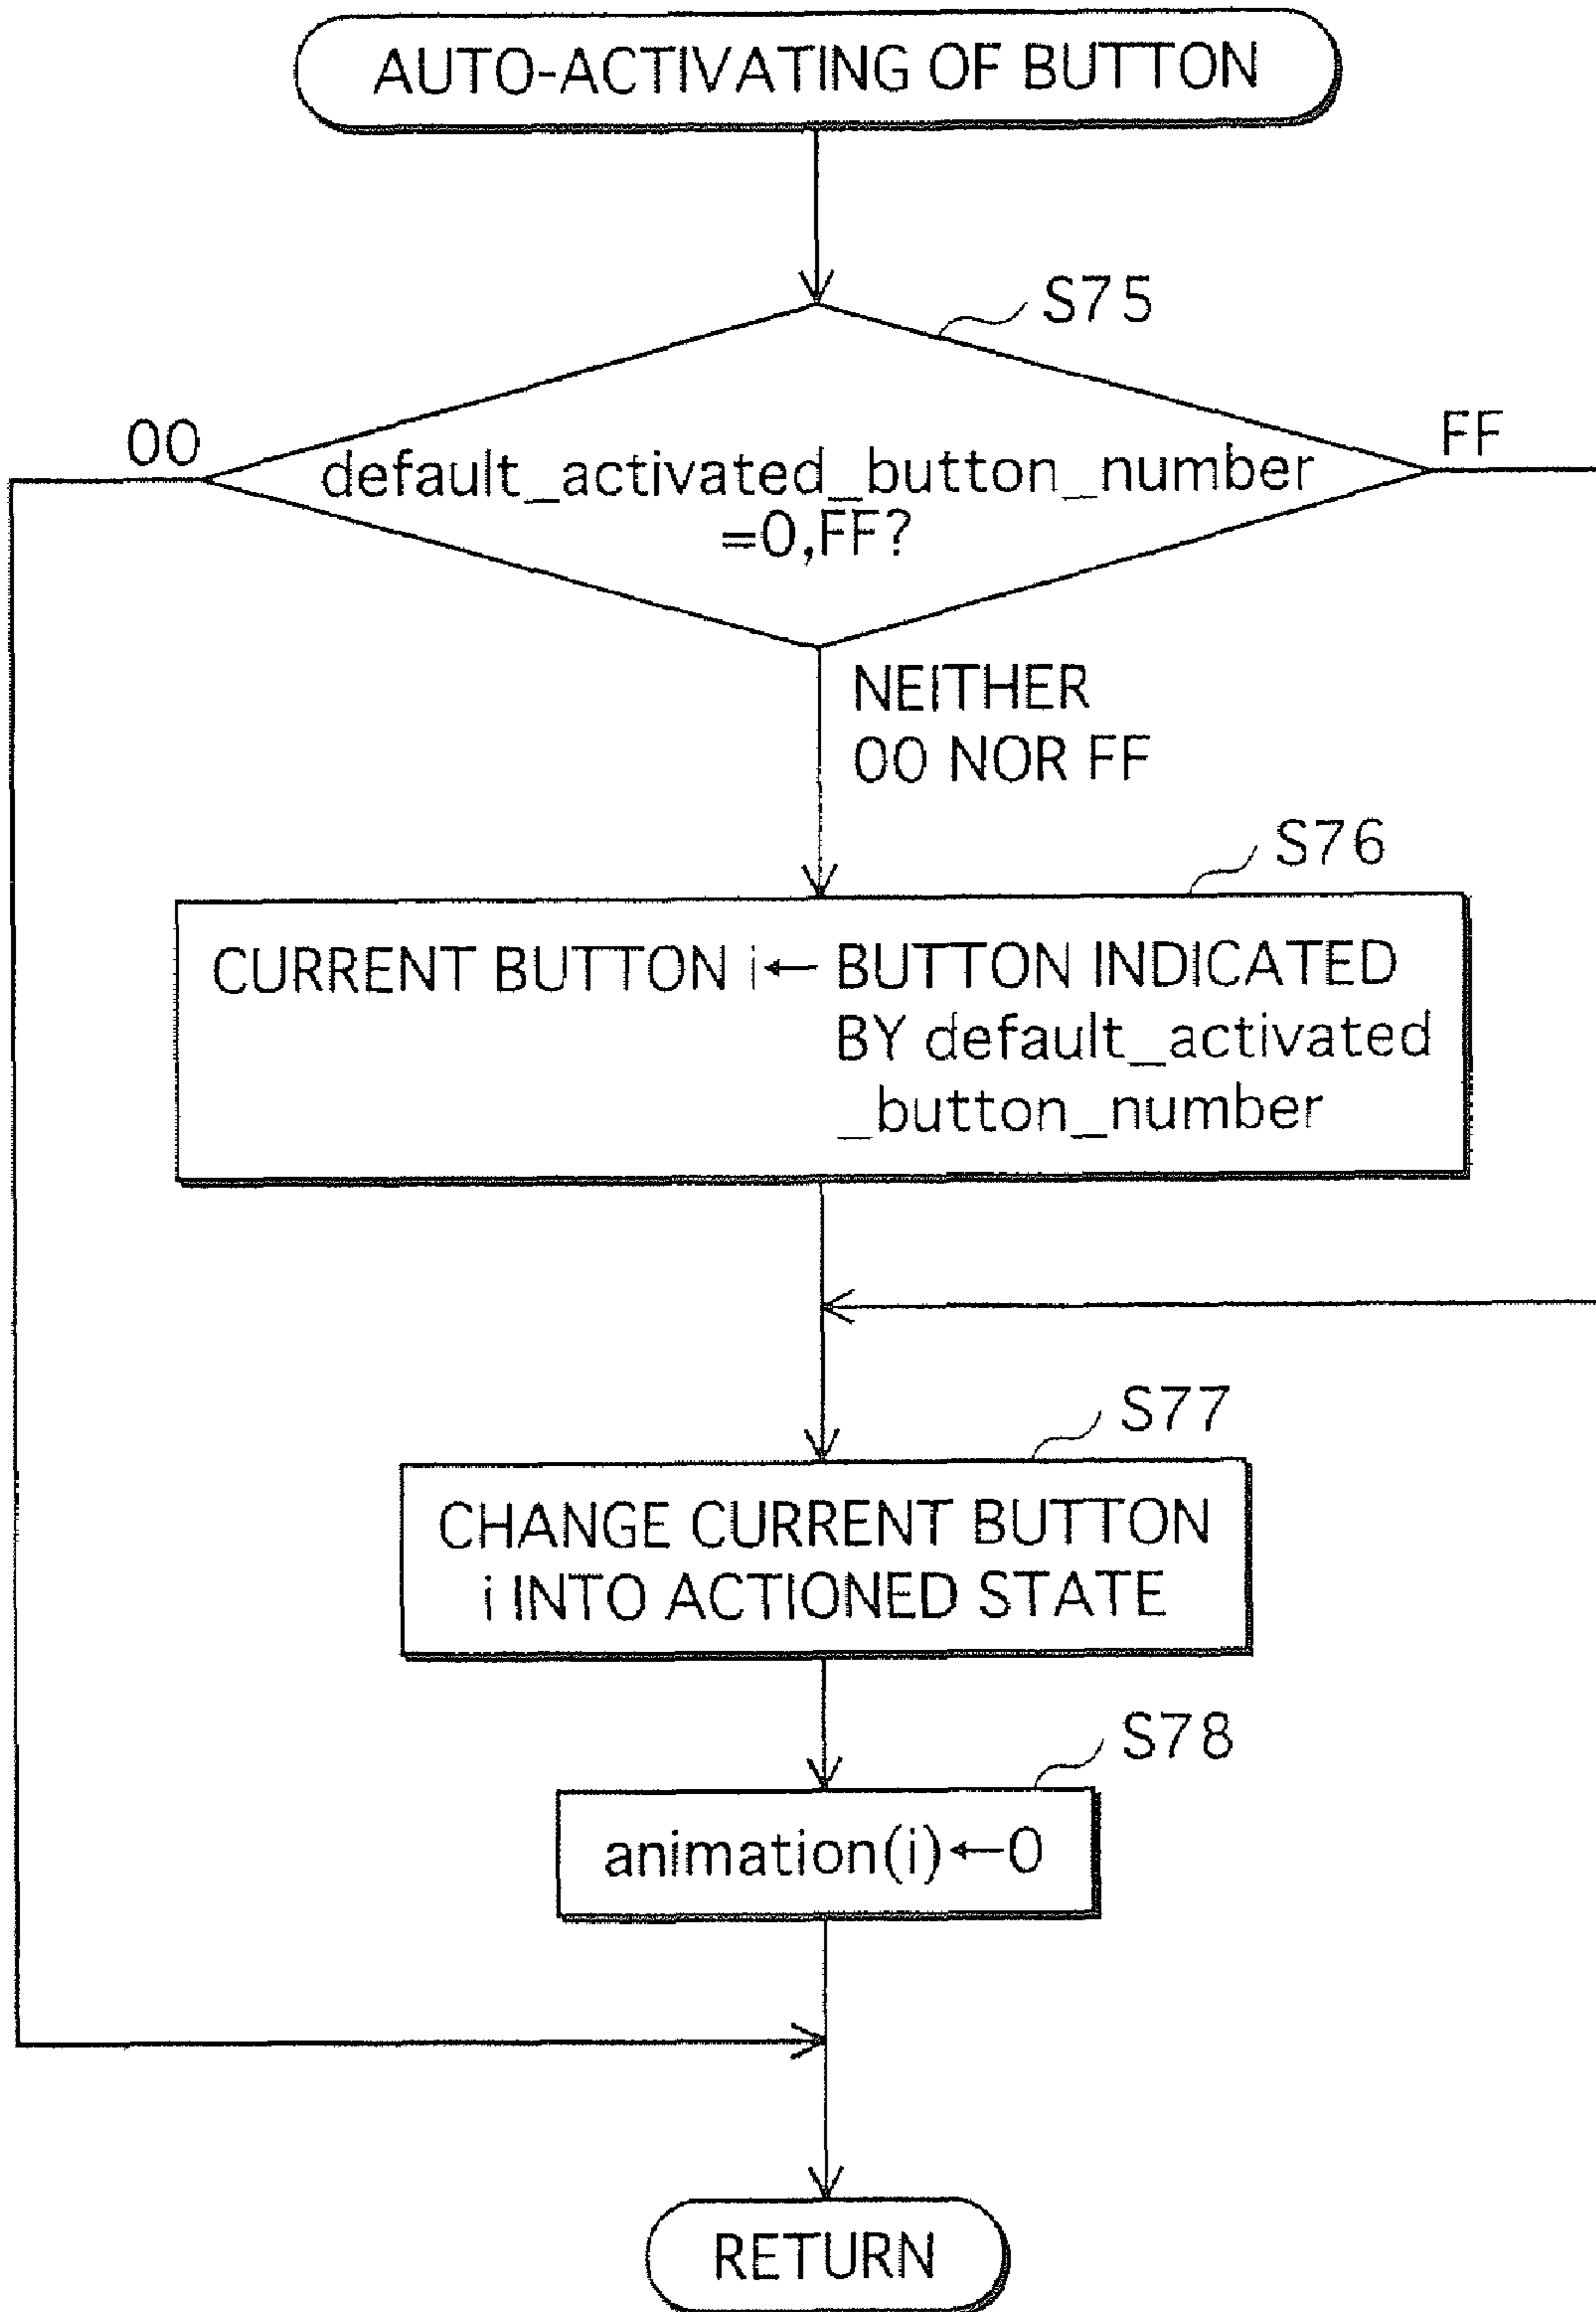 AUTO-ACTIVATING OF BUTTON
S75
00
FF
default_activated_button_number
=0,FF?
NEITHER
00 NOR FF
S76
CURRENT BUTTON i← BUTTON INDICATED
BY default_activated
_button_number
S77
CHANGE CURRENT BUTTON
i INTO ACTIONED STATE
S78
animation(i)←0
RETURN